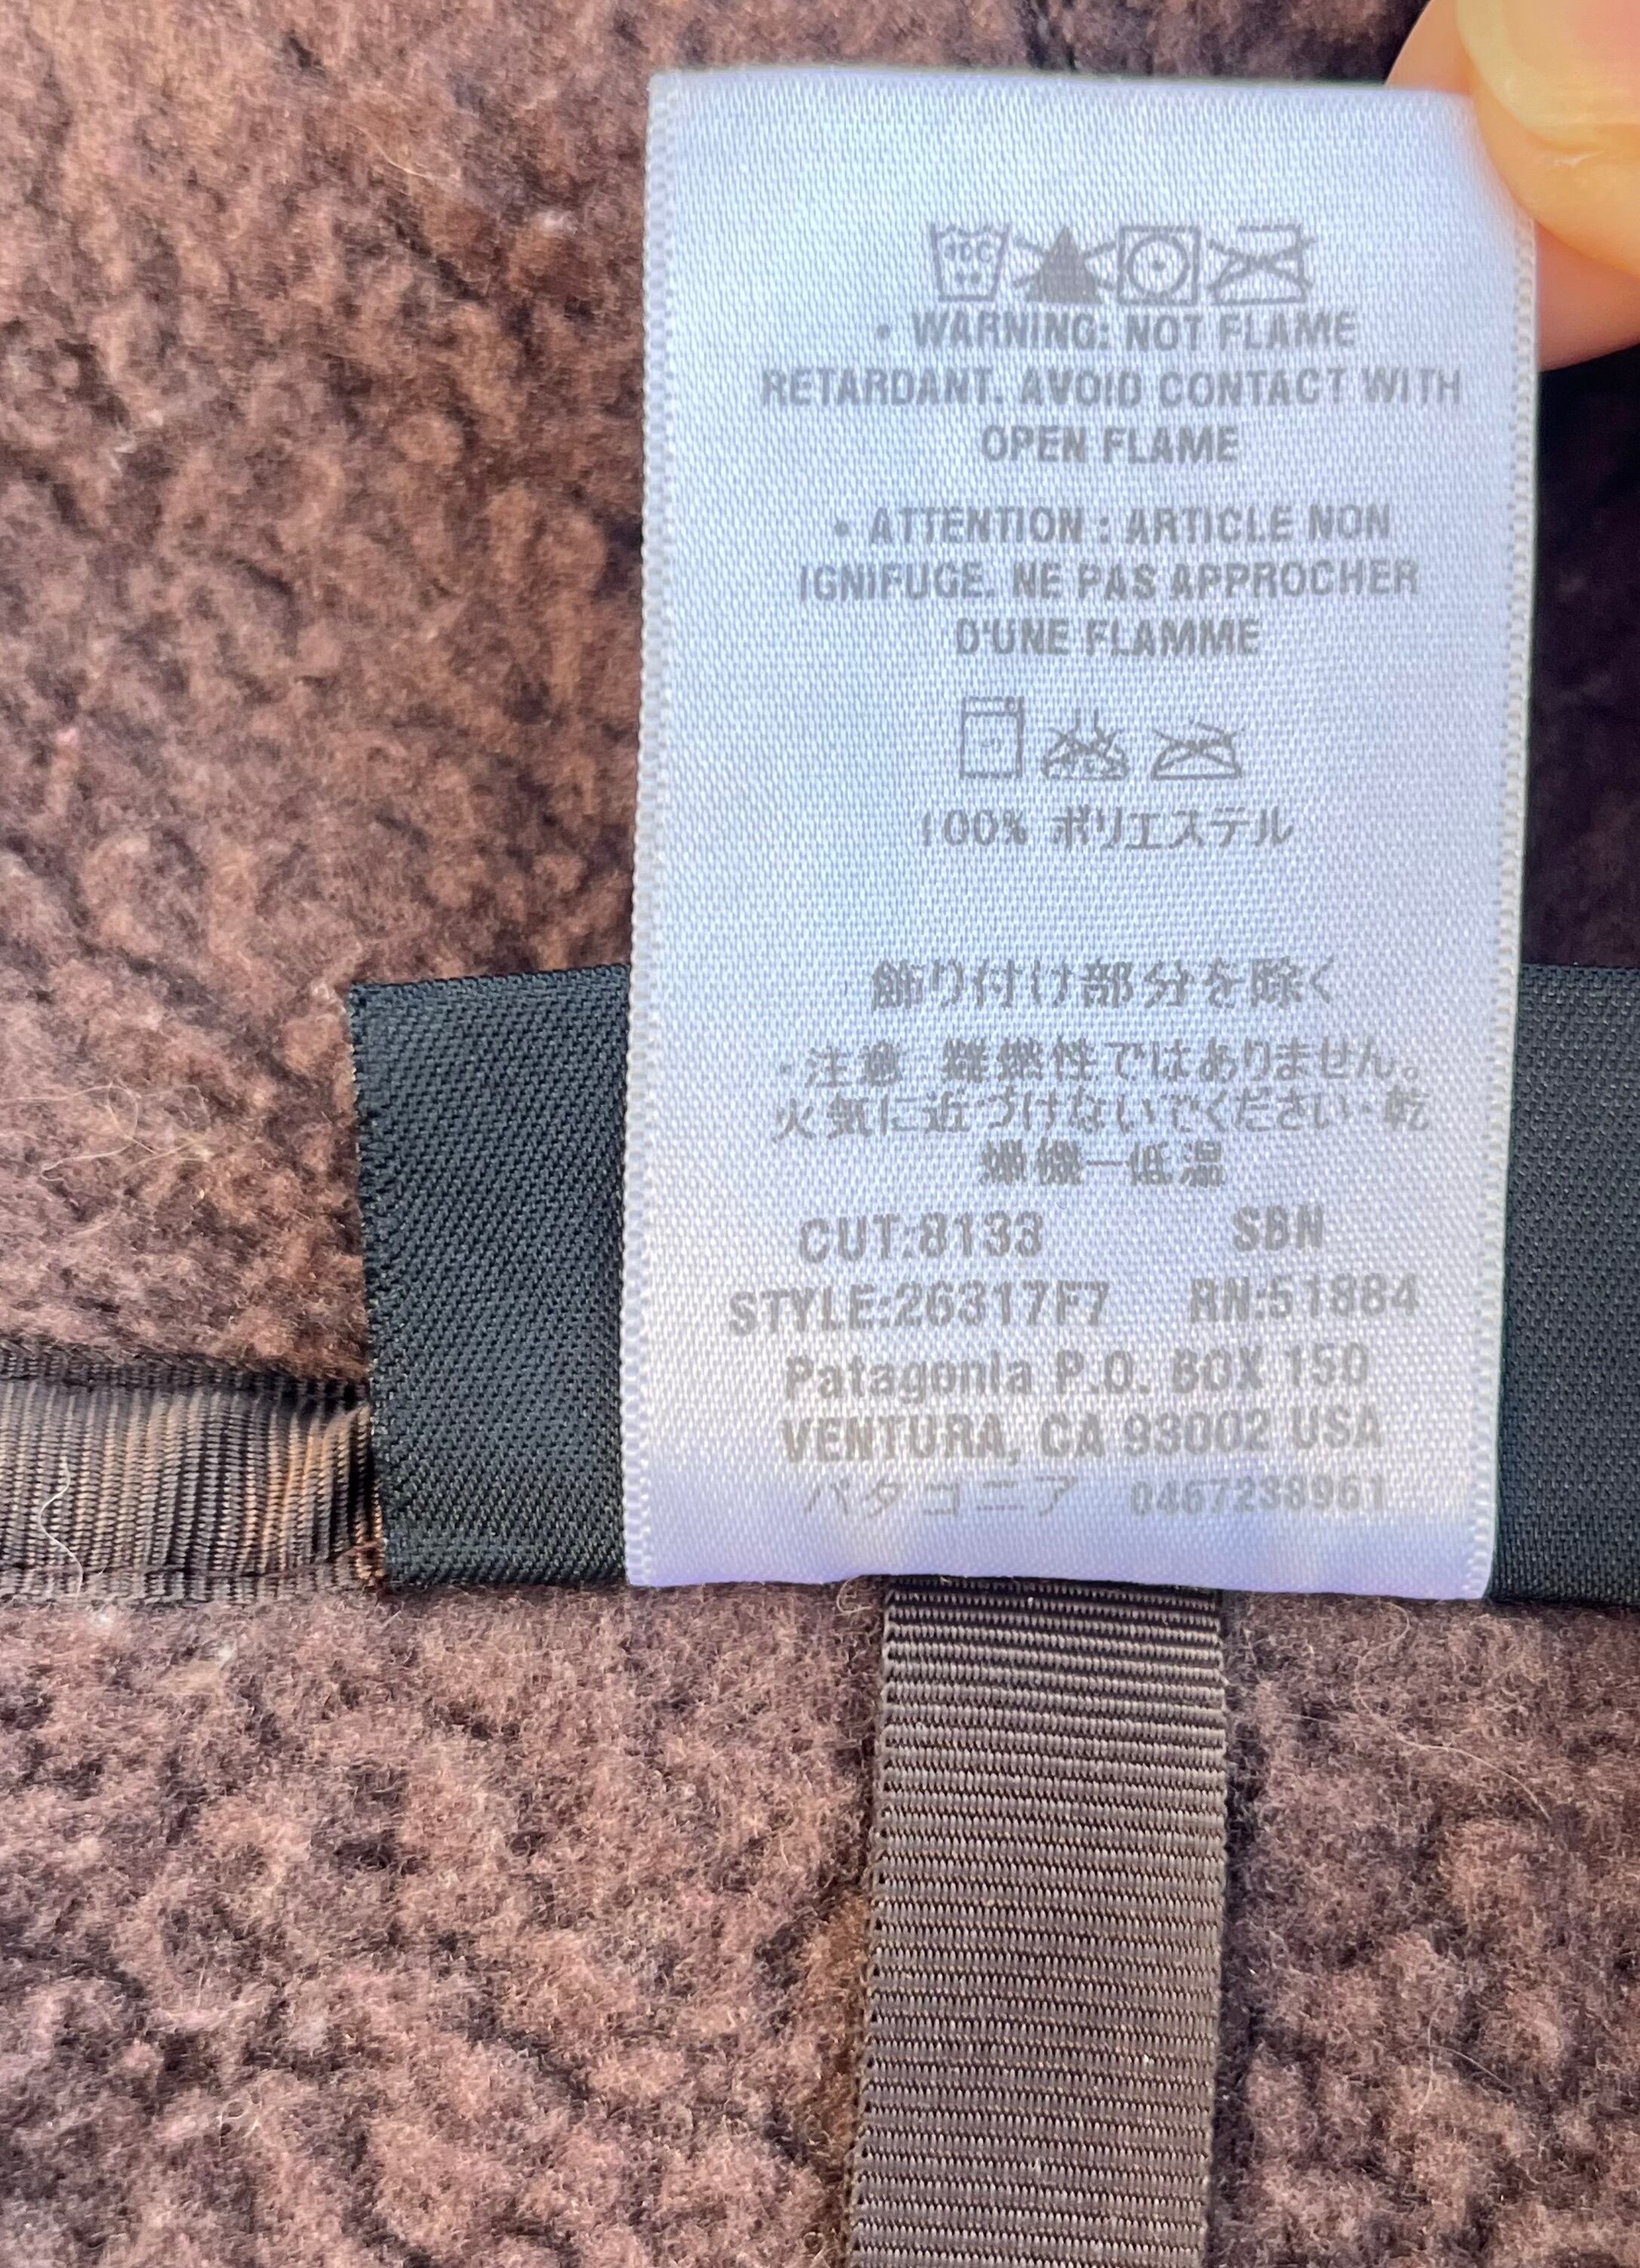 40C
• WARNING: NOT FLAME
RETARDANT. AVOID CONTACT WITH
OPEN FLAME
• ATTENTION : ARTICLE NON
IGNIFUGE. NE PAS APPROCHER
D'UNE FLAMME
100% ポリエステル
飾り付け部分を除く
・注意 難燃性ではありません。
火気に近づけないでください・乾
燥機一低温
CUT:8133 SBN
STYLE:26317F7 RN:51884
Patagonia P.O. BOX 150
VENTURA, CA 93002 USA
パタゴニア 0467238961